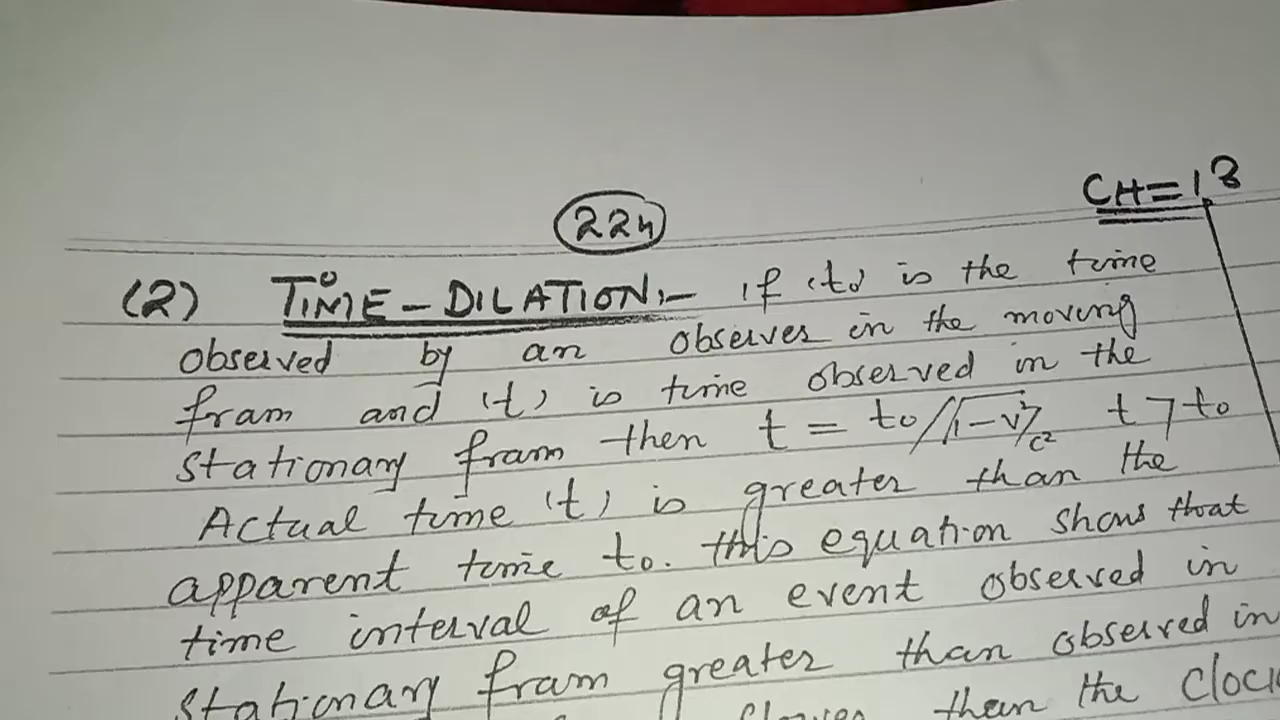 CH=13
224
(2) TIME-DILATION:- if (to) is the time
observed by an observer in the moving
fram and (t) is time observed in the
stationary fram then t = to/√1-v²/c² t > to
Actual time (t) is greater than the
apparent time to. this equation shows that
time interval of an event observed in
stationary fram greater than observed in
than the clock